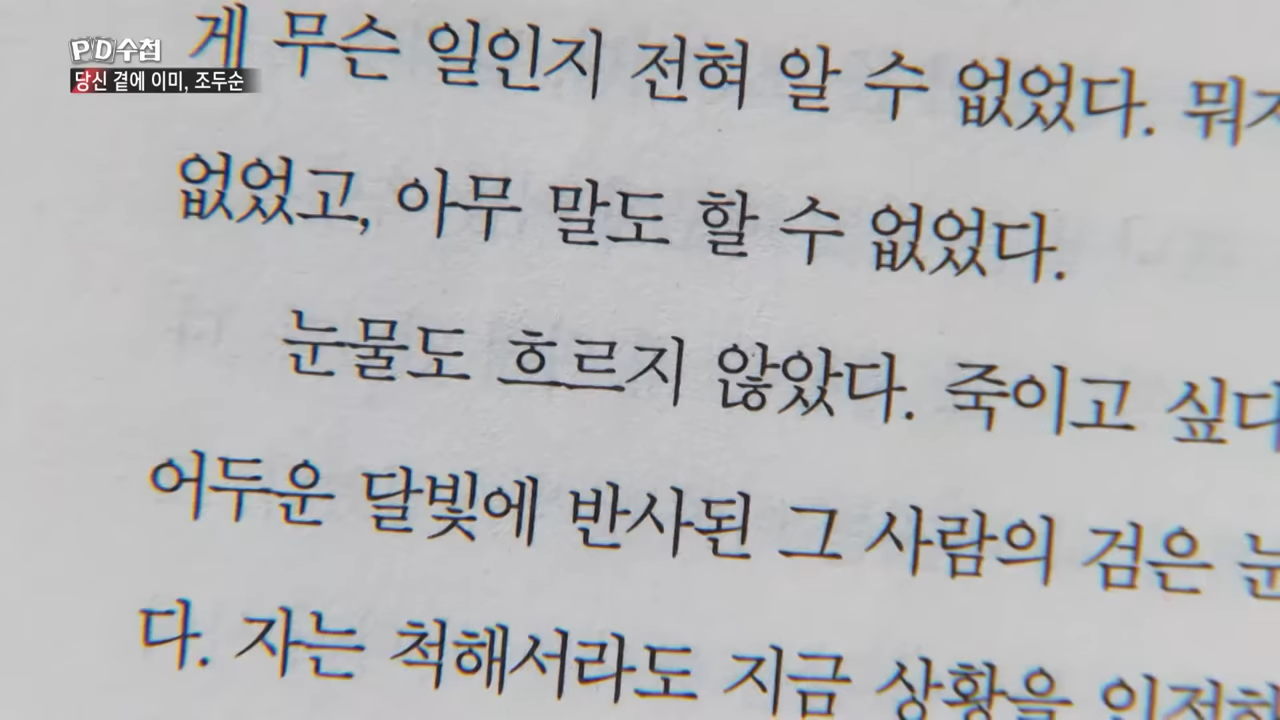 PD수첩
당신 곁에 이미, 조두순
게 무슨 일인지 전혀 알 수 없었다.
없었고, 아무 말도 할 수 없었다.
눈물도 흐르지 않았다. 죽이고 싶다
어두운 달빛에 반사된 그 사람의 검은
다. 자는 척해서라도 지금 상황을